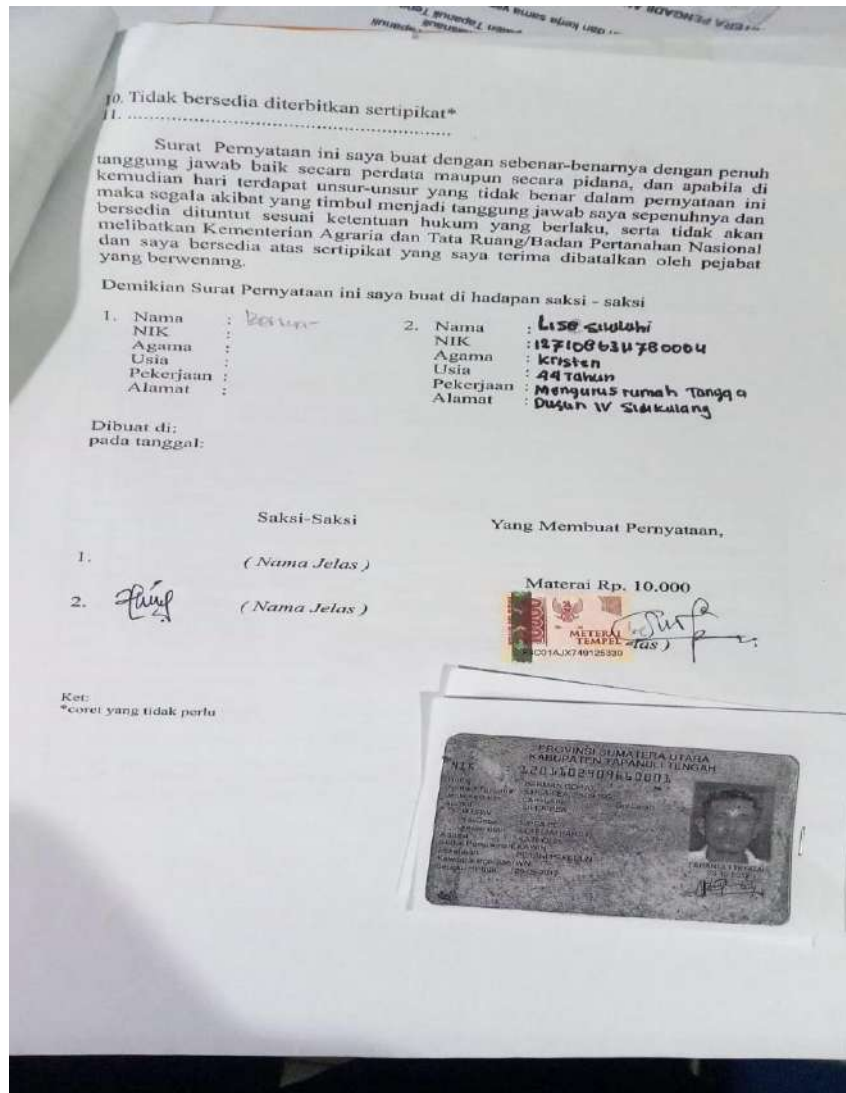 10. Tidak bersedia diterbitkan sertipikat*
11. ....................................................
Surat Pernyataan ini saya buat dengan sebenar-benarnya dengan penuh
tanggung jawab baik secara perdata maupun secara pidana, dan apabila di
kemudian hari terdapat unsur-unsur yang tidak benar dalam pernyataan ini
maka segala akibat yang timbul menjadi tanggung jawab saya sepenuhnya dan
bersedia dituntut sesuai ketentuan hukum yang berlaku, serta tidak akan
melibatkan Kementerian Agraria dan Tata Ruang/Badan Pertanahan Nasional
dan saya bersedia atas sertipikat yang saya terima dibatalkan oleh pejabat
yang berwenang.
Demikian Surat Pernyataan ini saya buat di hadapan saksi - saksi
1. Nama :
NIK :
Agama :
Usia :
Pekerjaan :
Alamat :
2. Nama : Lise silalahi
NIK : 1271086311780004
Agama : Kristen
Usia : 44 Tahun
Pekerjaan : Mengurus rumah Tangga
Alamat : Dusun IV Sidikulang
Dibuat di:
pada tanggal:
Saksi-Saksi
Yang Membuat Pernyataan,
1. ( Nama Jelas )
2. ( Nama Jelas )
Materai Rp. 10.000
10000
METERAI
TEMPEL
C01AJX749125330
Ket:
*coret yang tidak perlu
PROVINSI SUMATERA UTARA
KABUPATEN TAPANULI TENGAH
NIK